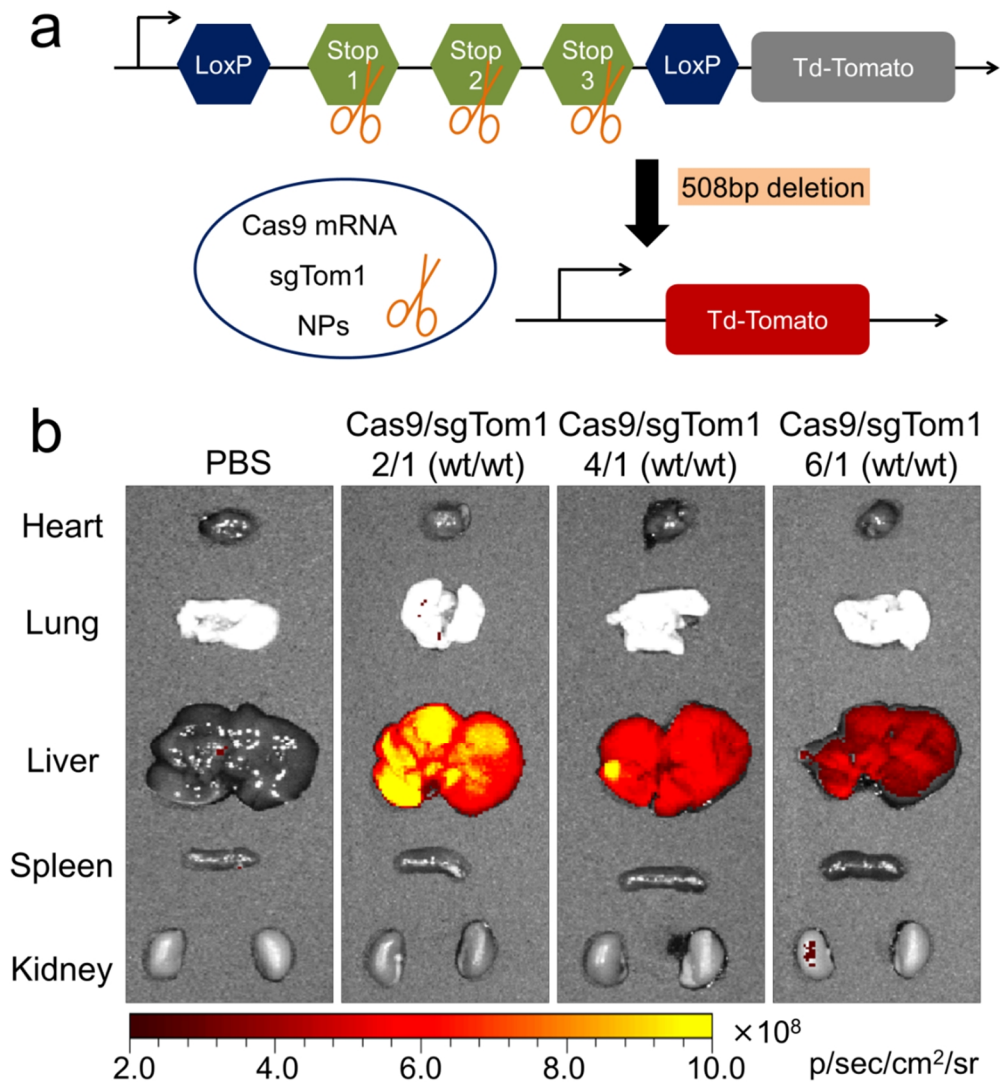 a
LoxP
Stop
1
Stop
2
Stop
3
LoxP
Td-Tomato
508bp deletion
Cas9 mRNA
sgTom1
NPs
Td-Tomato
b
PBS
Cas9/sgTom1
2/1 (wt/wt)
Cas9/sgTom1
4/1 (wt/wt)
Cas9/sgTom1
6/1 (wt/wt)
Heart
Lung
Liver
Spleen
Kidney
2.0 4.0 6.0 8.0 10.0
×10⁸
p/sec/cm²/sr